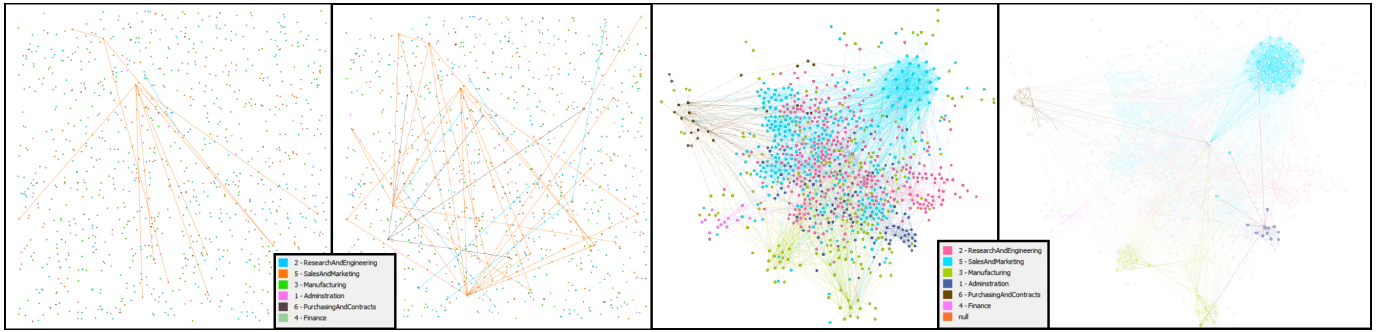 2 - ResearchAndEngineering
5 - SalesAndMarketing
3 - Manufacturing
1 - Adminstration
6 - PurchasingAndContracts
4 - Finance
2 - ResearchAndEngineering
5 - SalesAndMarketing
3 - Manufacturing
1 - Adminstration
6 - PurchasingAndContracts
4 - Finance
null